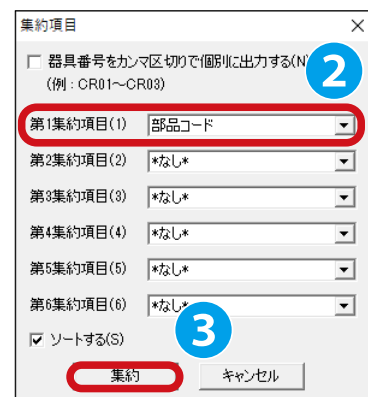 集約項目
器具番号をカンマ区切りで個別に出力する(N)
(例 : CR01～CR03)
2
第1集約項目(1) 部品コード
第2集約項目(2) *なし*
第3集約項目(3) *なし*
第4集約項目(4) *なし*
第5集約項目(5) *なし*
第6集約項目(6) *なし*
3
ソートする(S)
集約 キャンセル